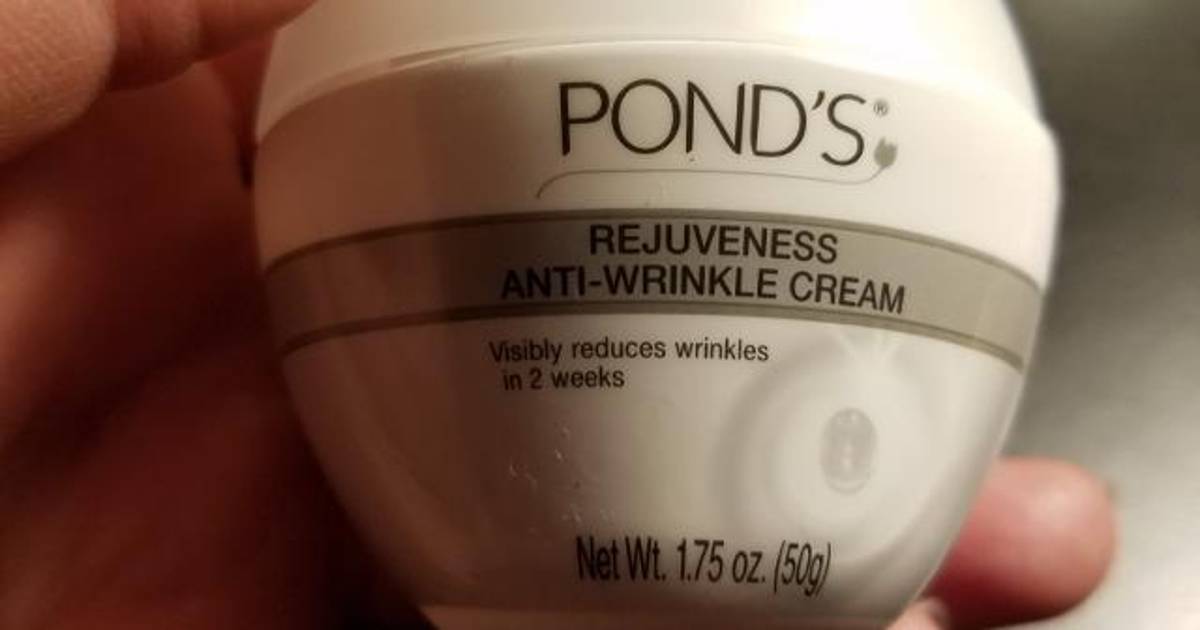 POND'S®
REJUVENESS
ANTI-WRINKLE CREAM
Visibly reduces wrinkles
in 2 weeks
Net Wt. 1.75 oz. (50g)